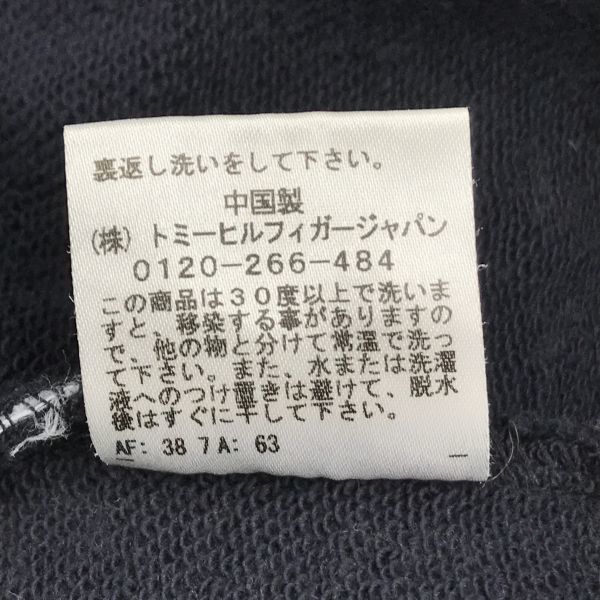 裏返し洗いをして下さい。
中国製
(株)トミーヒルフィガージャパン
0120-266-484
この商品は30度以上で洗いま
すと、移染する事がありますの
で、他の物と分けて常温で洗っ
て下さい。また、水または洗濯
液へのつけ置きは避けて、脱水
後はすぐに干して下さい。
AF: 38 7A: 63